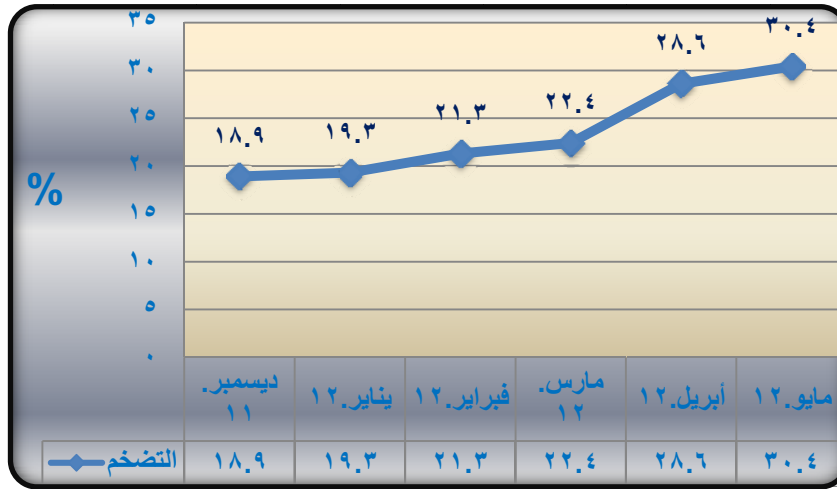 ٣٥
٣٠
٢٥
٢٠
١٥
١٠
٥
٠
%
١٨.٩
١٩.٣
٢١.٣
٢٢.٤
٢٨.٦
٣٠.٤
ديسمبر.
١١
يناير.١٢
فبراير.١٢
مارس.
١٢
أبريل.١٢
مايو.١٢
التضخم ١٨.٩ ١٩.٣ ٢١.٣ ٢٢.٤ ٢٨.٦ ٣٠.٤